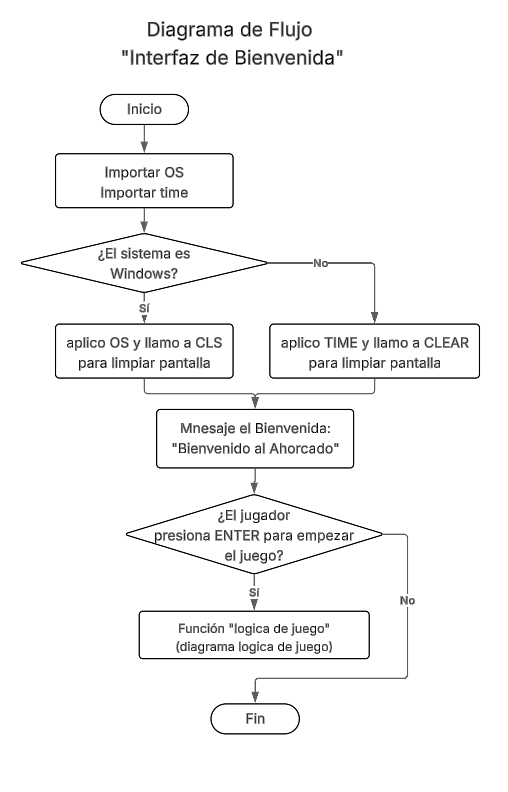 Diagrama de Flujo
"Interfaz de Bienvenida"
Inicio
Importar OS
Importar time
¿El sistema es
Windows?
No
Sí
aplico OS y llamo a CLS
para limpiar pantalla
aplico TIME y llamo a CLEAR
para limpiar pantalla
Mnesaje el Bienvenida:
"Bienvenido al Ahorcado"
¿El jugador
presiona ENTER para empezar
el juego?
Sí
No
Función "logica de juego"
(diagrama logica de juego)
Fin